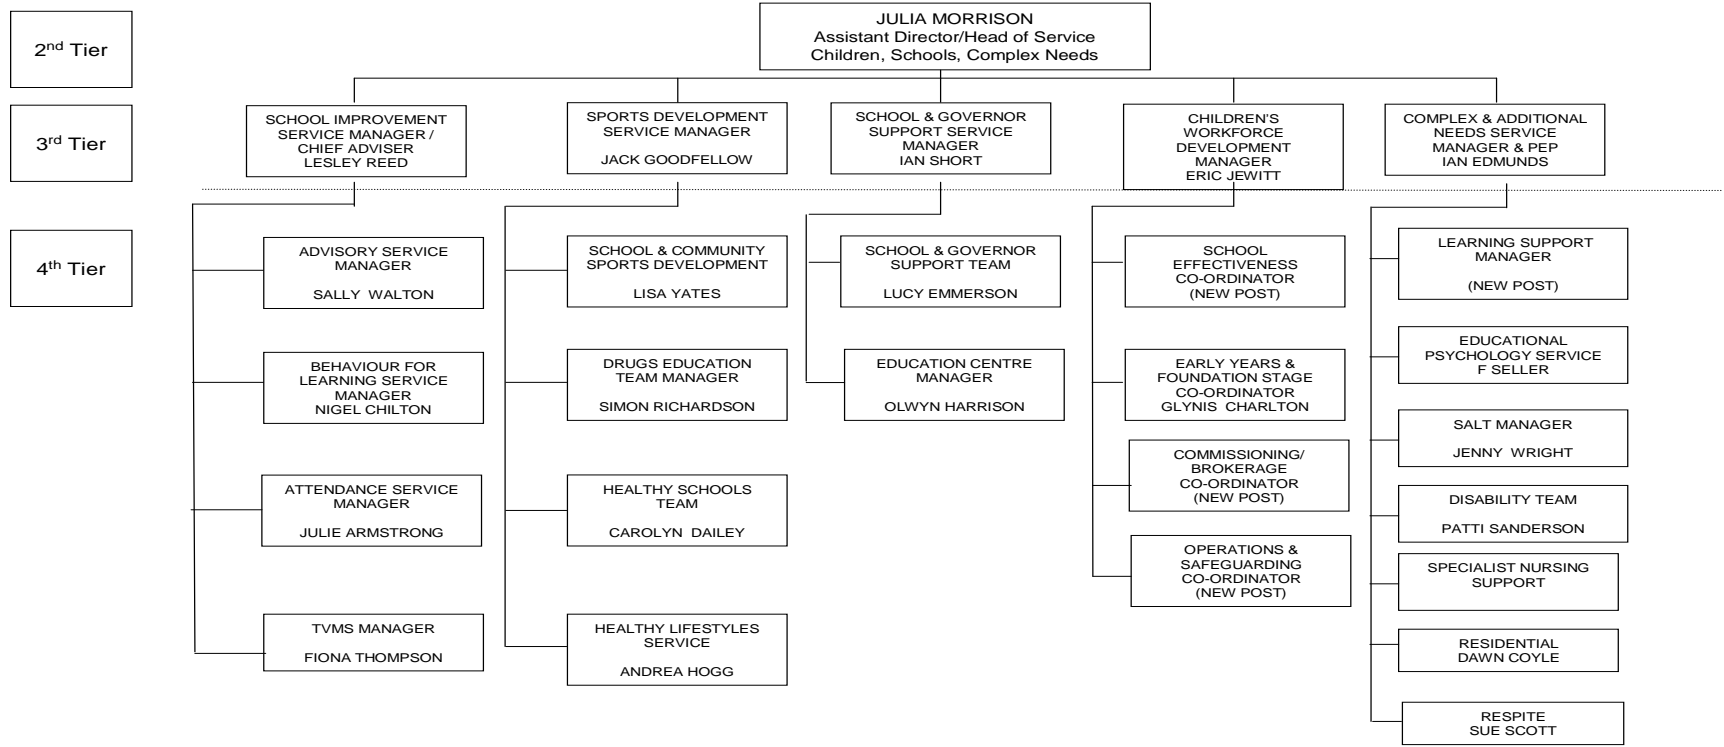 JULIA MORRISON
Assistant Director/Head of Service
Children, Schools, Complex Needs
2nd Tier
3rd Tier
SCHOOL IMPROVEMENT
SERVICE MANAGER /
CHIEF ADVISER
LESLEY REED
SPORTS DEVELOPMENT
SERVICE MANAGER
JACK GOODFELLOW
SCHOOL & GOVERNOR
SUPPORT SERVICE
MANAGER
IAN SHORT
CHILDREN'S
WORKFORCE
DEVELOPMENT
MANAGER
ERIC JEWITT
COMPLEX & ADDITIONAL
NEEDS SERVICE
MANAGER & PEP
IAN EDMUNDS
4th Tier
ADVISORY SERVICE
MANAGER
SALLY WALTON
BEHAVIOUR FOR
LEARNING SERVICE
MANAGER
NIGEL CHILTON
ATTENDANCE SERVICE
MANAGER
JULIE ARMSTRONG
TVMS MANAGER
FIONA THOMPSON
SCHOOL & COMMUNITY
SPORTS DEVELOPMENT
LISA YATES
DRUGS EDUCATION
TEAM MANAGER
SIMON RICHARDSON
HEALTHY SCHOOLS
TEAM
CAROLYN DAILEY
HEALTHY LIFESTYLES
SERVICE
ANDREA HOGG
SCHOOL & GOVERNOR
SUPPORT TEAM
LUCY EMMERSON
EDUCATION CENTRE
MANAGER
OLWYN HARRISON
SCHOOL
EFFECTIVENESS
CO-ORDINATOR
(NEW POST)
EARLY YEARS &
FOUNDATION STAGE
CO-ORDINATOR
GLYNIS CHARLTON
COMMISSIONING/
BROKERAGE
CO-ORDINATOR
(NEW POST)
OPERATIONS &
SAFEGUARDING
CO-ORDINATOR
(NEW POST)
LEARNING SUPPORT
MANAGER
(NEW POST)
EDUCATIONAL
PSYCHOLOGY SERVICE
F SELLER
SALT MANAGER
JENNY WRIGHT
DISABILITY TEAM
PATTI SANDERSON
SPECIALIST NURSING
SUPPORT
RESIDENTIAL
DAWN COYLE
RESPITE
SUE SCOTT